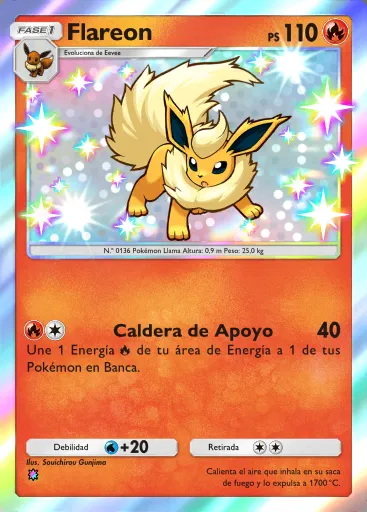 FASE 1
Flareon
PS 110
Evoluciona de Eevee
N.º 0136 Pokémon Llama Altura: 0,9 m Peso: 25,0 kg
Caldera de Apoyo 40
Une 1 Energía de tu área de Energía a 1 de tus
Pokémon en Banca.
Debilidad +20
Retirada
Ilus. Souichirou Gunjima
Calienta el aire que inhala en su saca
de fuego y lo expulsa a 1700 °C.